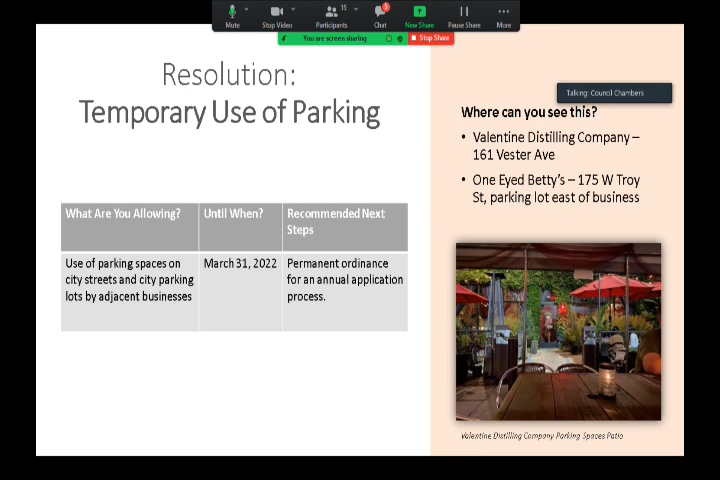 15
5
Mute
Stop Video
Participants
Chat
New Share
Pause Share
More
You are screen sharing
Stop Share
Talking: Council Chambers
Resolution:
Temporary Use of Parking
What Are You Allowing?
Until When?
Recommended Next
Steps
Use of parking spaces on
city streets and city parking
lots by adjacent businesses
March 31, 2022
Permanent ordinance
for an annual application
process.
Where can you see this?
• Valentine Distilling Company –
161 Vester Ave
• One Eyed Betty's – 175 W Troy
St, parking lot east of business
Valentine Distilling Company Parking Spaces Patio